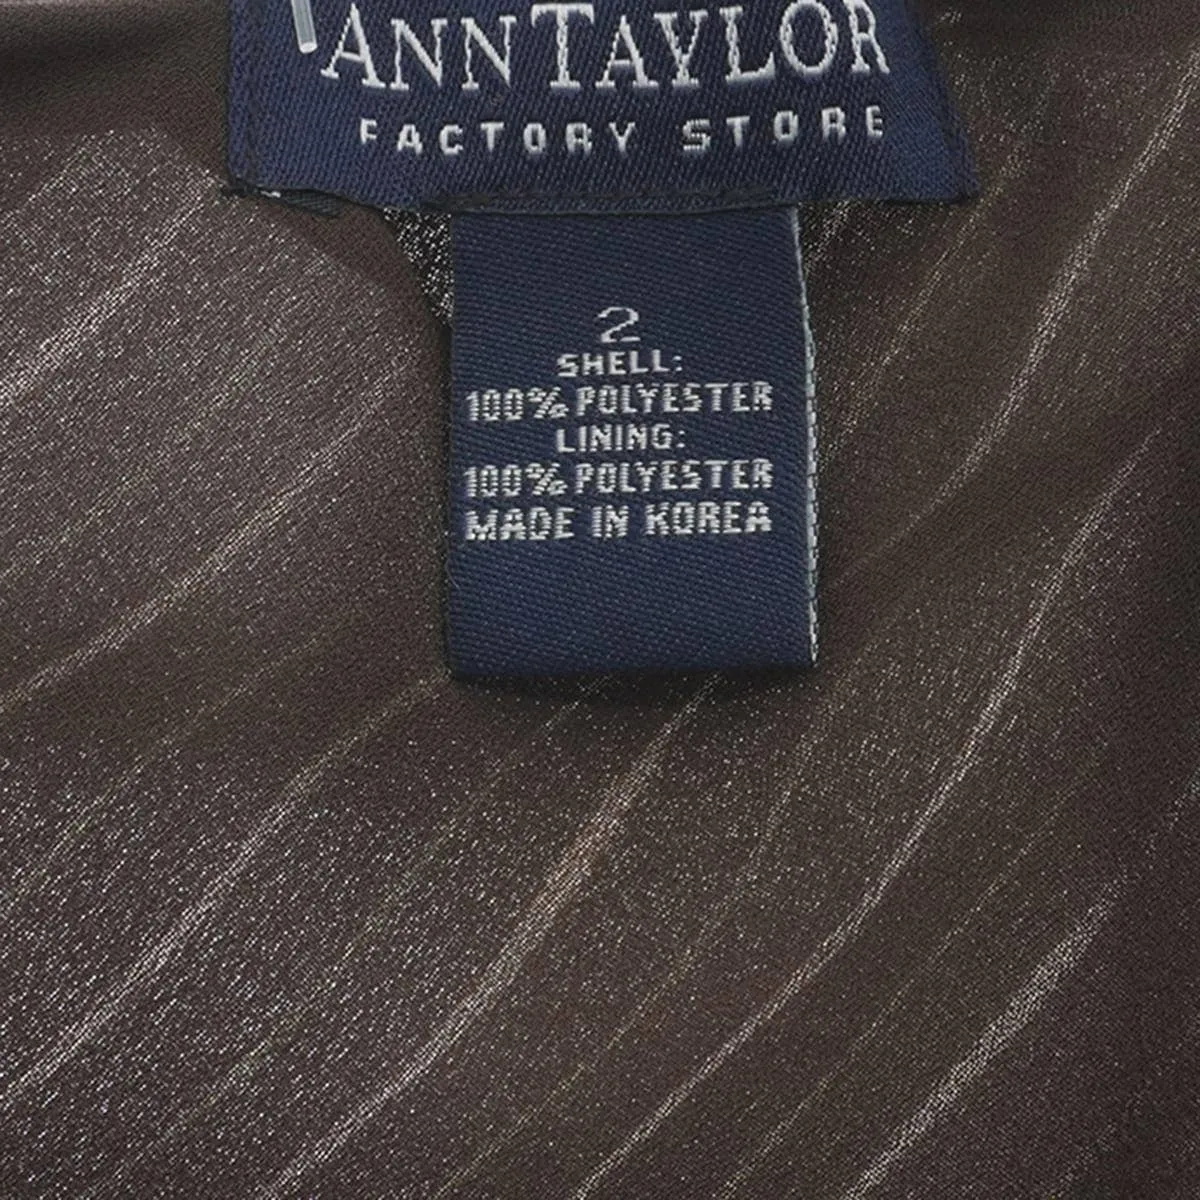 ANNTAYLOR
FACTORY STORE
2
SHELL:
100% POLYESTER
LINING:
100% POLYESTER
MADE IN KOREA